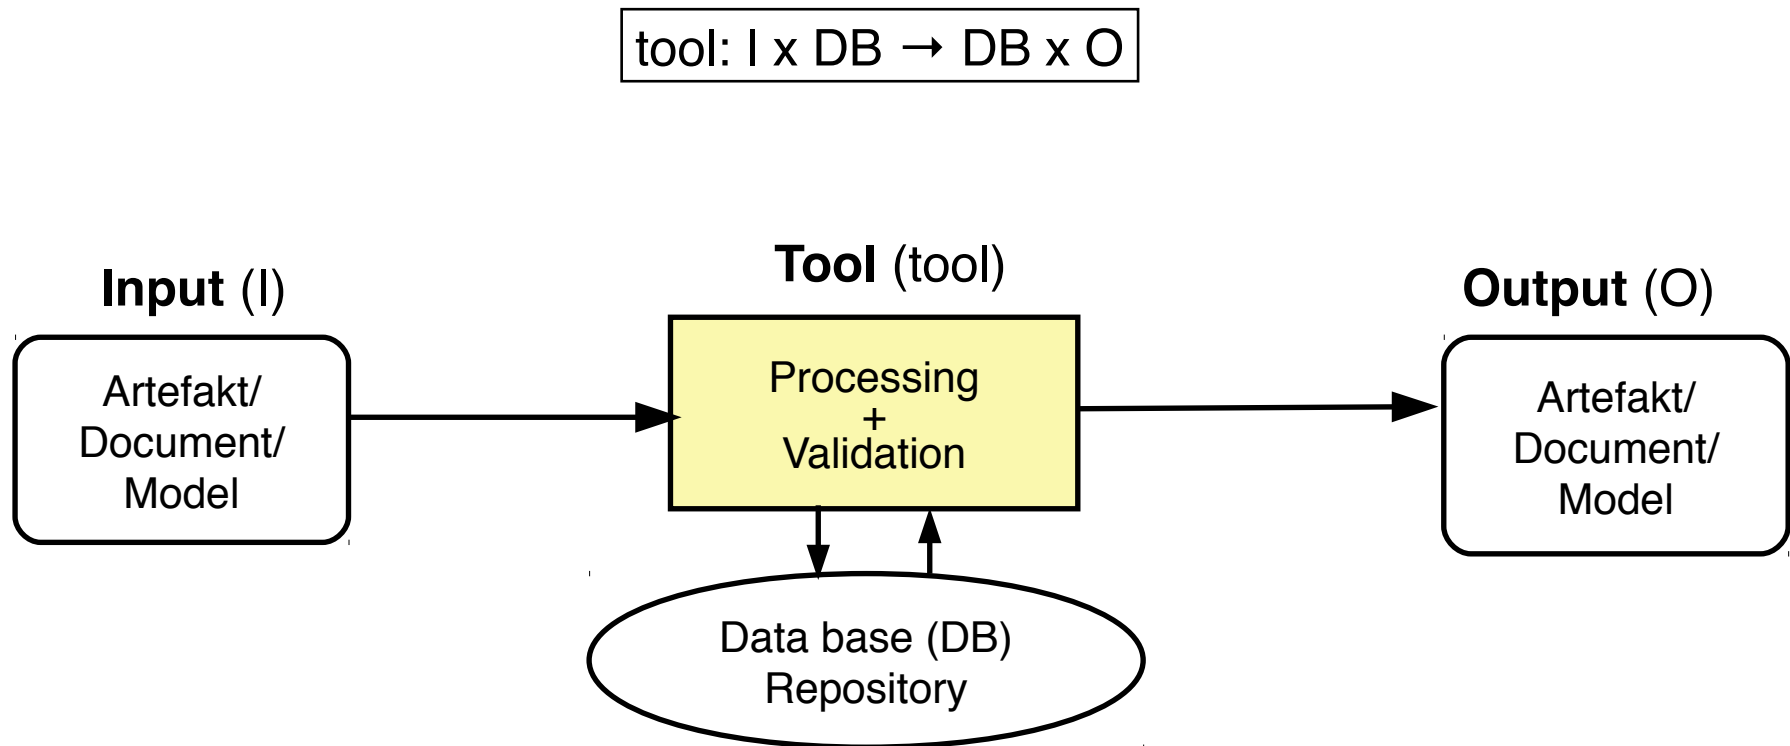 tool: I x DB → DB x O
Tool (tool)
Input (I)
Output (O)
Artefakt/
Document/
Model
Processing
+
Validation
Artefakt/
Document/
Model
Data base (DB)
Repository